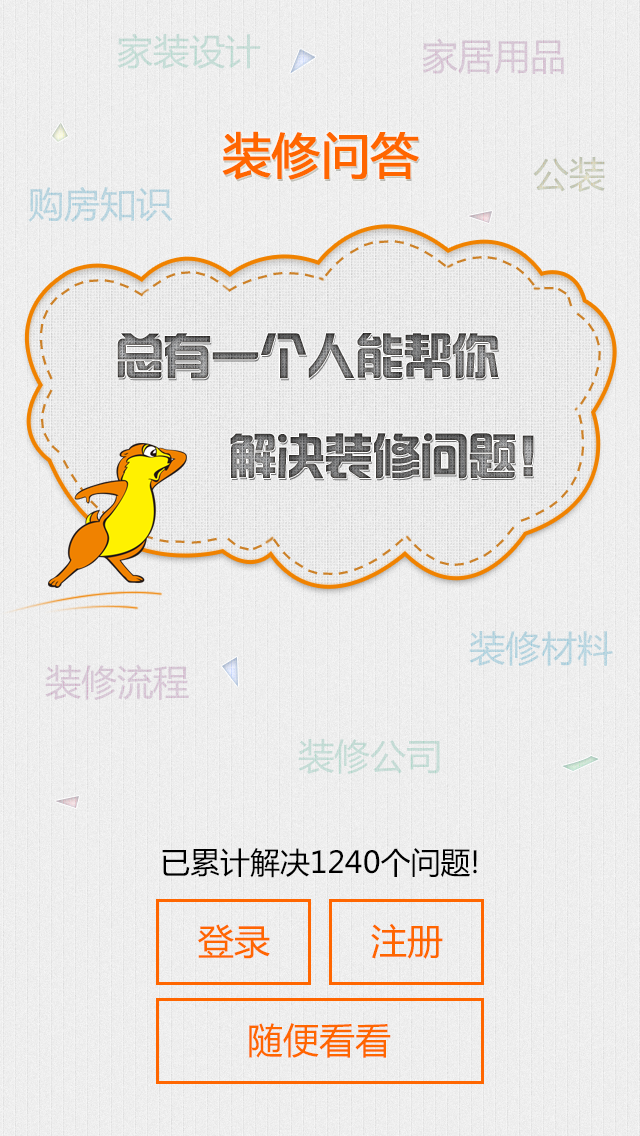 家装设计
家居用品
装修问答
公装
购房知识
总有一个人能帮你
解决装修问题!
装修材料
装修流程
装修公司
已累计解决1240个问题!
登录
注册
随便看看